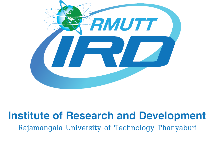 RMUTT
IRD
Institute of Research and Development
Rajamangala University of Technology Thanyaburi